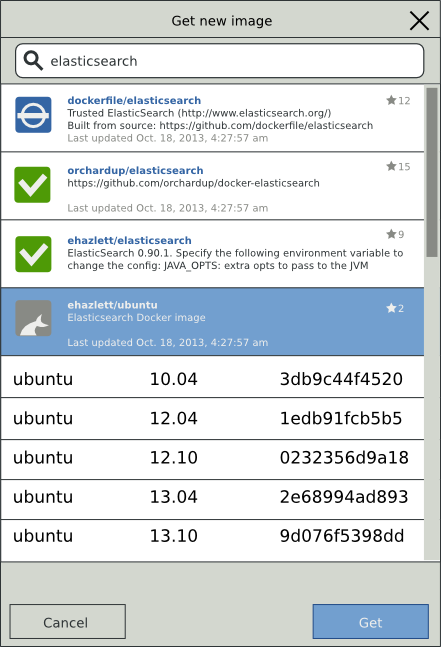 Get new image
elasticsearch
dockerfile/elasticsearch 12
Trusted ElasticSearch (http://www.elasticsearch.org/)
Built from source: https://github.com/dockerfile/elasticsearch
Last updated Oct. 18, 2013, 4:27:57 am
orchardup/elasticsearch 15
https://github.com/orchardup/docker-elasticsearch
Last updated Oct. 18, 2013, 4:27:57 am
ehazlett/elasticsearch 9
ElasticSearch 0.90.1. Specify the following environment variable to
change the config: JAVA_OPTS: extra opts to pass to the JVM
ehazlett/ubuntu 2
Elasticsearch Docker image
Last updated Oct. 18, 2013, 4:27:57 am
ubuntu 10.04 3db9c44f4520
ubuntu 12.04 1edb91fcb5b5
ubuntu 12.10 0232356d9a18
ubuntu 13.04 2e68994ad893
ubuntu 13.10 9d076f5398dd
Cancel Get